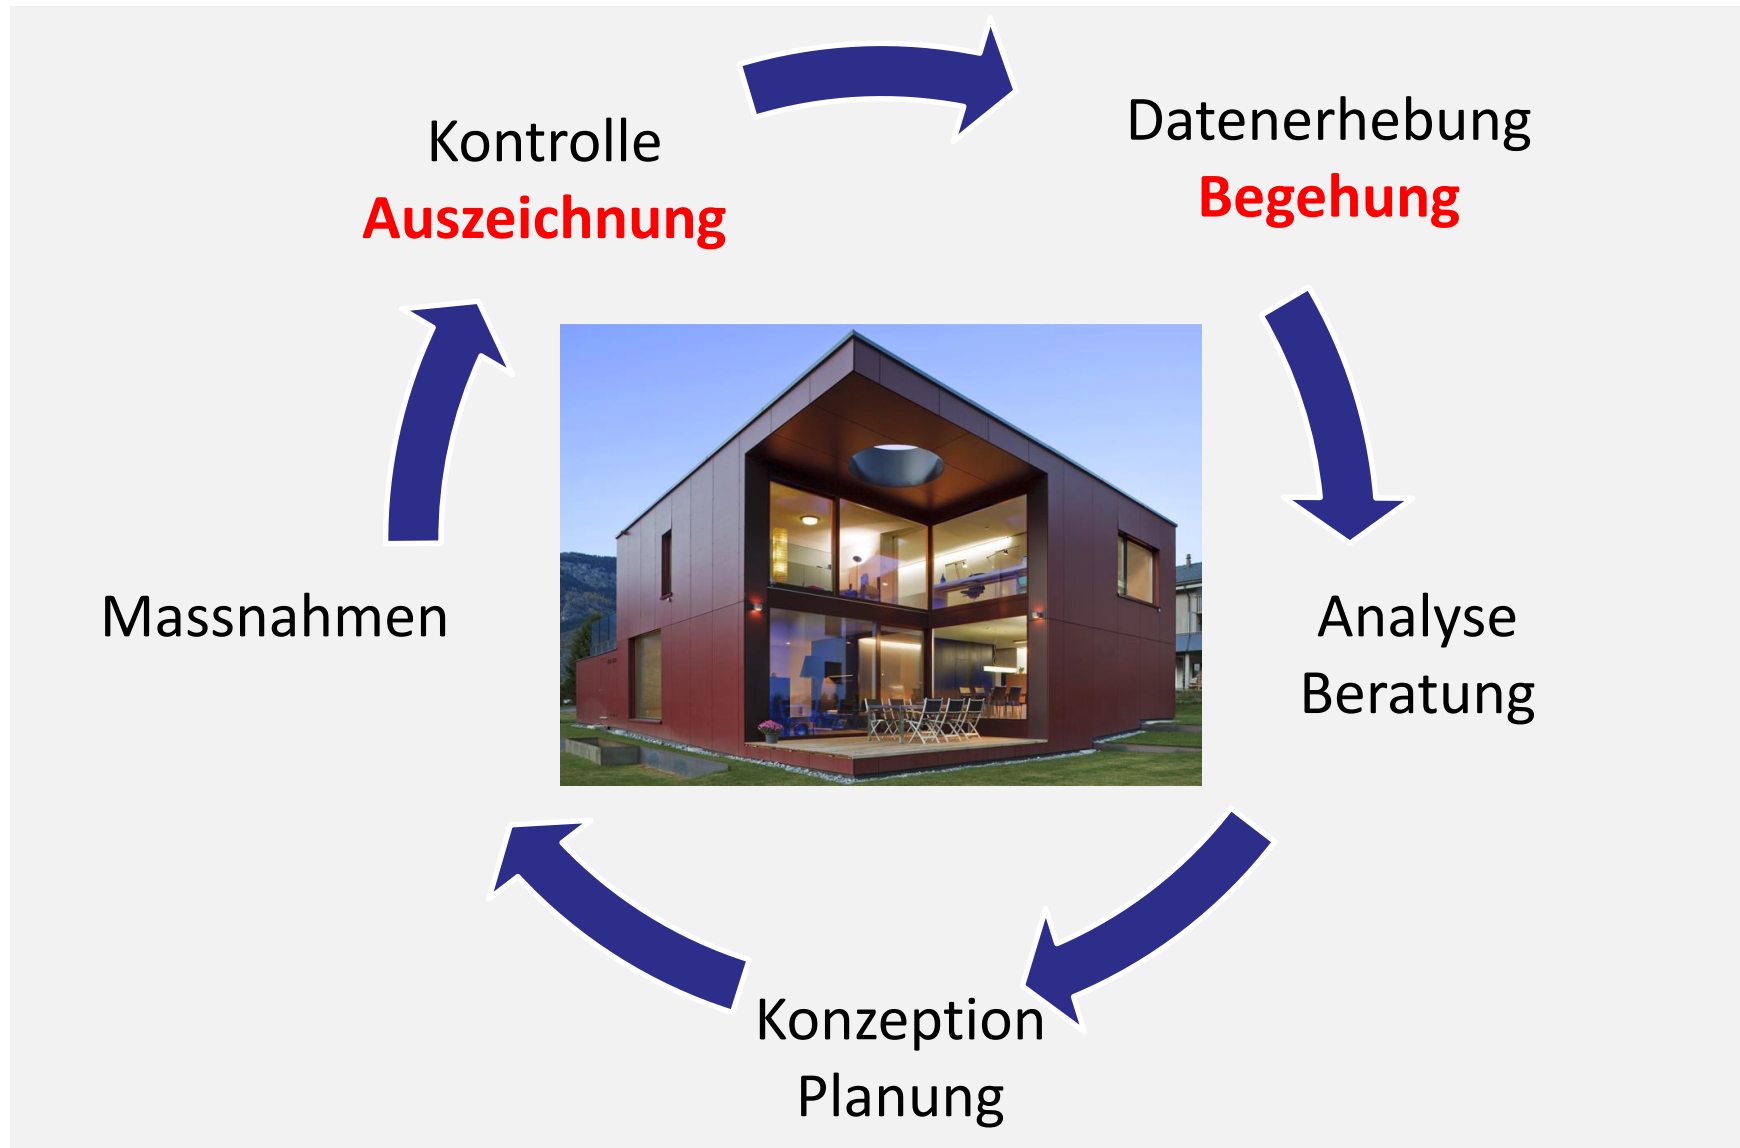 Kontrolle
Auszeichnung
Datenerhebung
Begehung
Massnahmen
Analyse
Beratung
Konzeption
Planung